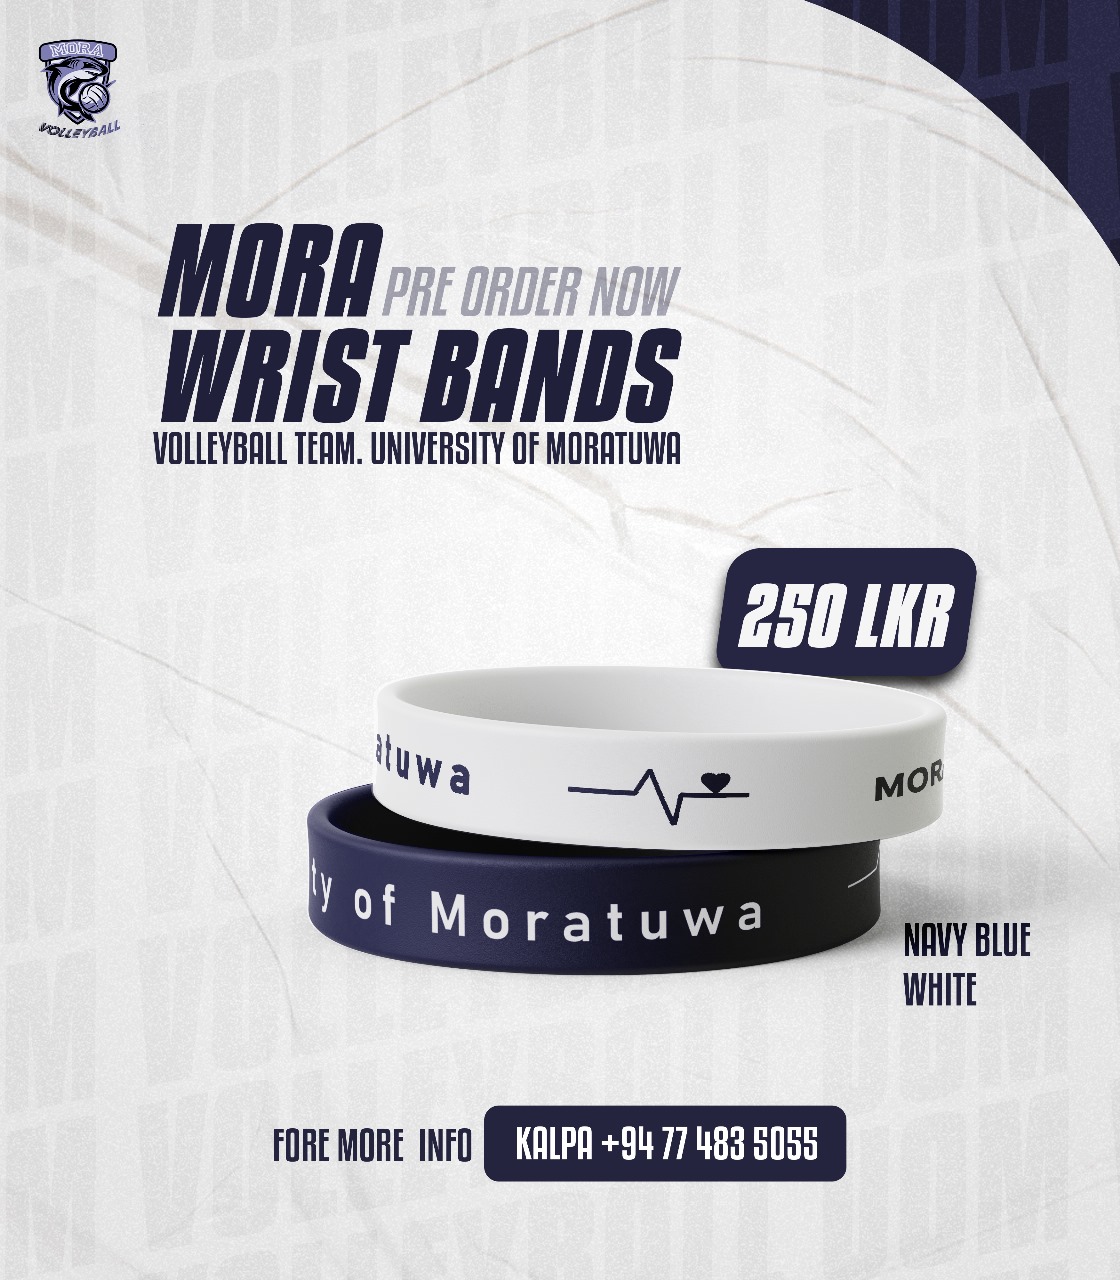 MORA
VOLLEYBALL
MORA PRE ORDER NOW
WRIST BANDS
VOLLEYBALL TEAM. UNIVERSITY OF MORATUWA
250 LKR
atuwa
MOR
ty of Moratuwa
NAVY BLUE
WHITE
FORE MORE INFO KALPA +94 77 483 5055